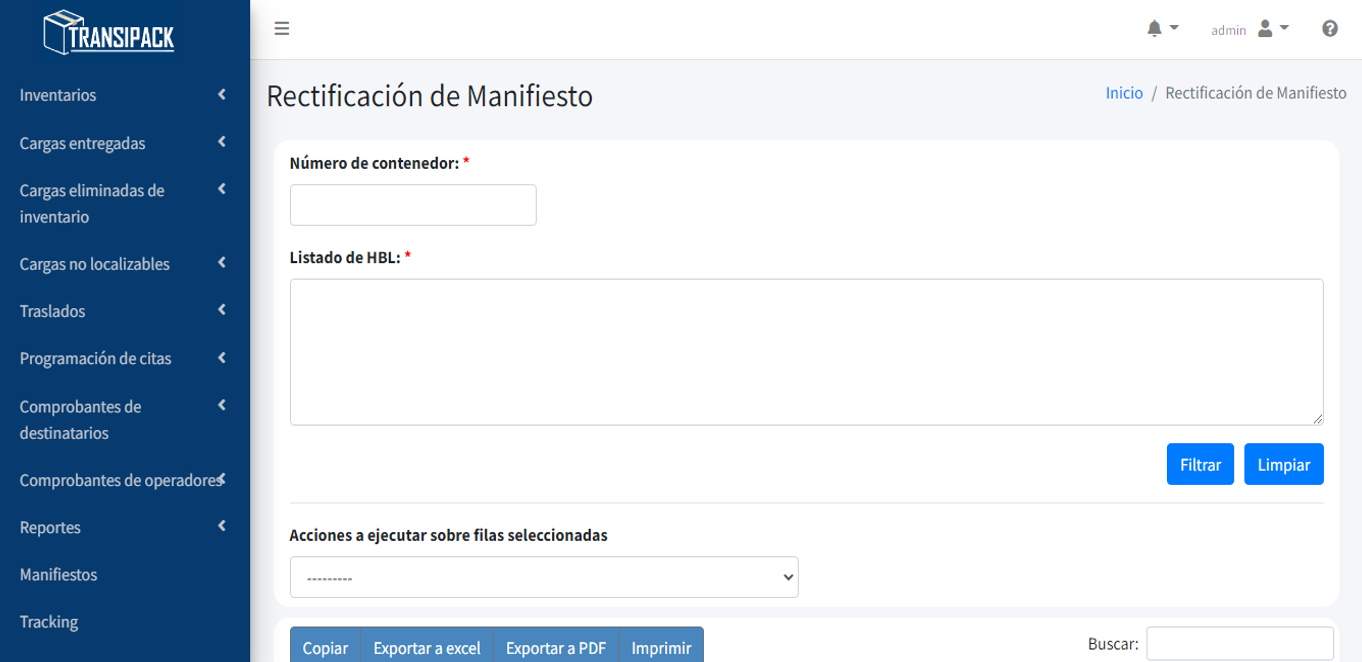 TRANSIPACK
admin
Inventarios
Cargas entregadas
Cargas eliminadas de
inventario
Cargas no localizables
Traslados
Programación de citas
Comprobantes de
destinatarios
Comprobantes de operadores
Reportes
Manifiestos
Tracking
Rectificación de Manifiesto
Inicio / Rectificación de Manifiesto
Número de contenedor: *
Listado de HBL: *
Filtrar Limpiar
Acciones a ejecutar sobre filas seleccionadas
---------
Copiar Exportar a excel Exportar a PDF Imprimir
Buscar: